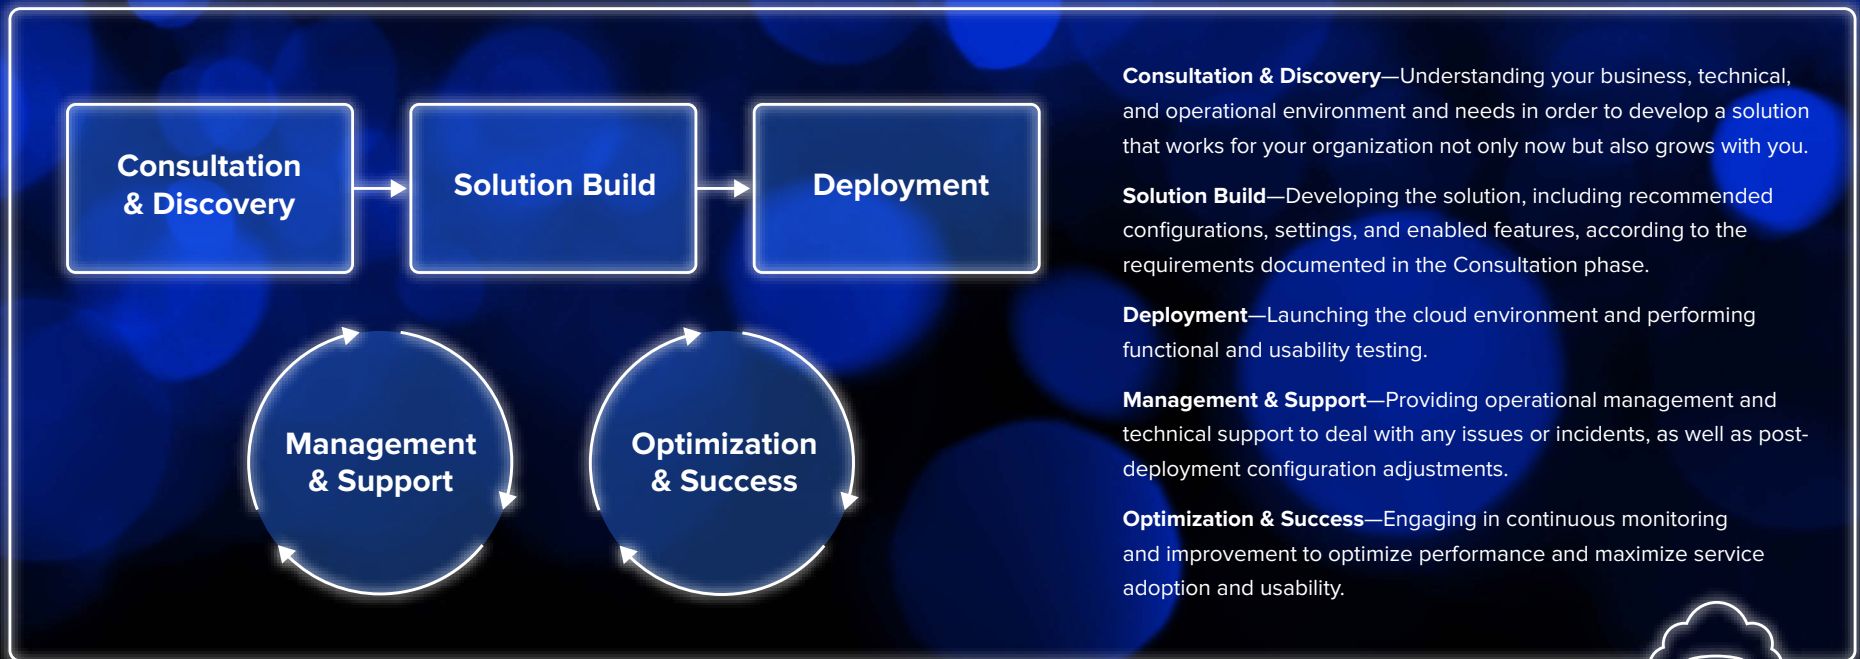 Consultation
& Discovery
Solution Build
Deployment
Management
& Support
Optimization
& Success
Consultation & Discovery—Understanding your business, technical,
and operational environment and needs in order to develop a solution
that works for your organization not only now but also grows with you.
Solution Build—Developing the solution, including recommended
configurations, settings, and enabled features, according to the
requirements documented in the Consultation phase.
Deployment—Launching the cloud environment and performing
functional and usability testing.
Management & Support—Providing operational management and
technical support to deal with any issues or incidents, as well as post-
deployment configuration adjustments.
Optimization & Success—Engaging in continuous monitoring
and improvement to optimize performance and maximize service
adoption and usability.